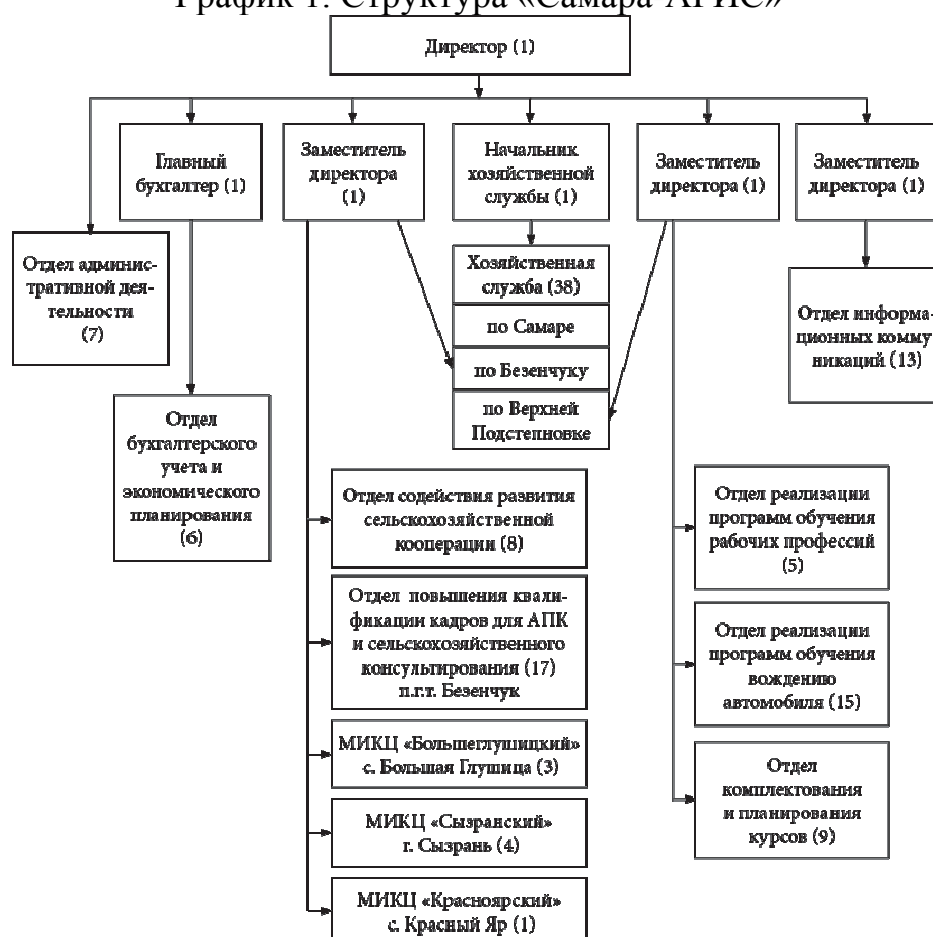 График 1. Структура «Самара-АРИС»
Директор (1)
Главный
бухгалтер (1)
Заместитель
директора
(1)
Начальник
хозяйственной
службы (1)
Заместитель
директора (1)
Заместитель
директора (1)
Отдел админис-
тративной дея-
тельности
(7)
Хозяйственная
служба (38)
по Самаре
по Безенчуку
по Верхней
Подстепновке
Отдел информа-
ционных комму-
никаций (13)
Отдел
бухгалтерского
учета и
экономического
планирования
(6)
Отдел содействия развития
сельскохозяйственной
кооперации (8)
Отдел повышения квали-
фикации кадров для АПК
и сельскохозяйственного
консультирования (17)
п.г.т. Безенчук
МИКЦ «Большеглушицкий»
с. Большая Глушица (3)
МИКЦ «Сызранский»
г. Сызрань (4)
МИКЦ «Красноярский»
с. Красный Яр (1)
Отдел реализации
программ обучения
рабочих профессий
(5)
Отдел реализации
программ обучения
вождению
автомобиля (15)
Отдел
комплектования
и планирования
курсов (9)